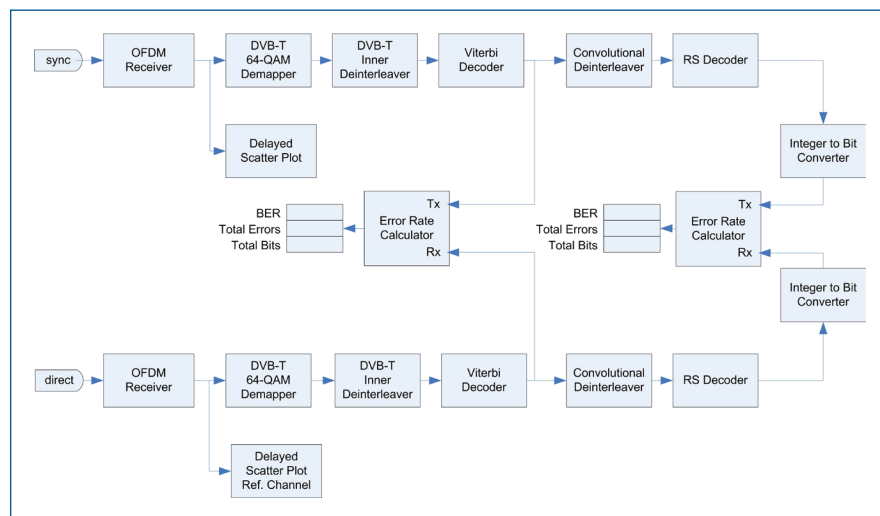 sync
OFDM
Receiver
DVB-T
64-QAM
Demapper
DVB-T
Inner
Deinterleaver
Viterbi
Decoder
Convolutional
Deinterleaver
RS Decoder
Delayed
Scatter Plot
Integer to Bit
Converter
BER
Total Errors
Total Bits
Tx
Error Rate
Calculator
Rx
BER
Total Errors
Total Bits
Tx
Error Rate
Calculator
Rx
Integer to Bit
Converter
direct
OFDM
Receiver
DVB-T
64-QAM
Demapper
DVB-T
Inner
Deinterleaver
Viterbi
Decoder
Convolutional
Deinterleaver
RS Decoder
Delayed
Scatter Plot
Ref. Channel